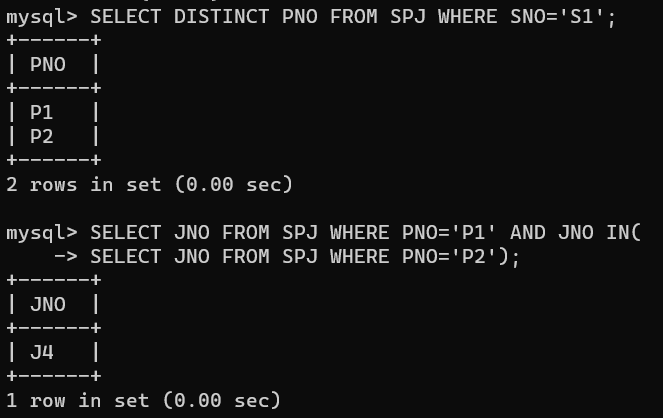 mysql> SELECT DISTINCT PNO FROM SPJ WHERE SNO='S1';
+------+
| PNO  |
+------+
| P1   |
| P2   |
+------+
2 rows in set (0.00 sec)

mysql> SELECT JNO FROM SPJ WHERE PNO='P1' AND JNO IN(
    -> SELECT JNO FROM SPJ WHERE PNO='P2');
+------+
| JNO  |
+------+
| J4   |
+------+
1 row in set (0.00 sec)